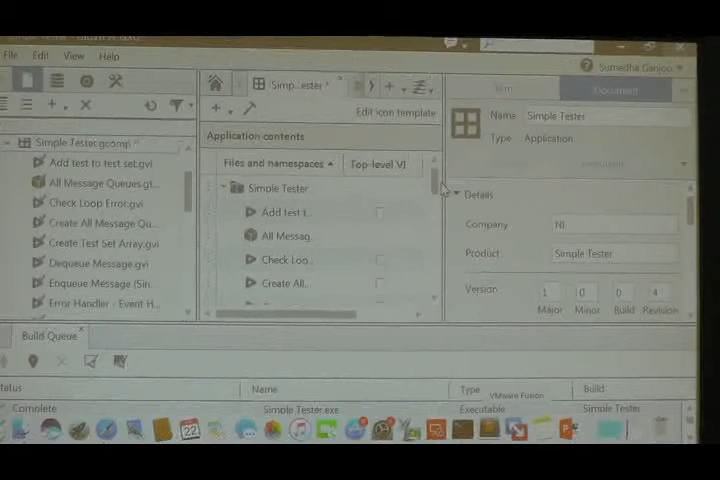 File Edit View Help
Sumedha Ganjoo
Simp...ester *
Edit icon template
Item
Document
Name Simple Tester
Type Application
Application contents
Simple Tester.gcomp *
Add test to test set.gvi
All Message Queues.gt...
Check Loop Error.gvi
Create All Message Qu...
Create Test Set Array.gvi
Dequeue Message.gvi
Enqueue Message (Sin...
Error Handler - Event H...
Files and namespaces Top-level VI
Simple Tester
Add test t...
All Messag...
Check Loo...
Create All...
Details
Company NI
Product Simple Tester
Version 1 0 0 4
Major Minor Build Revision
Build Queue
Status Name Type Build
VMware Fusion
Complete Simple Tester.exe Executable Simple Tester
22